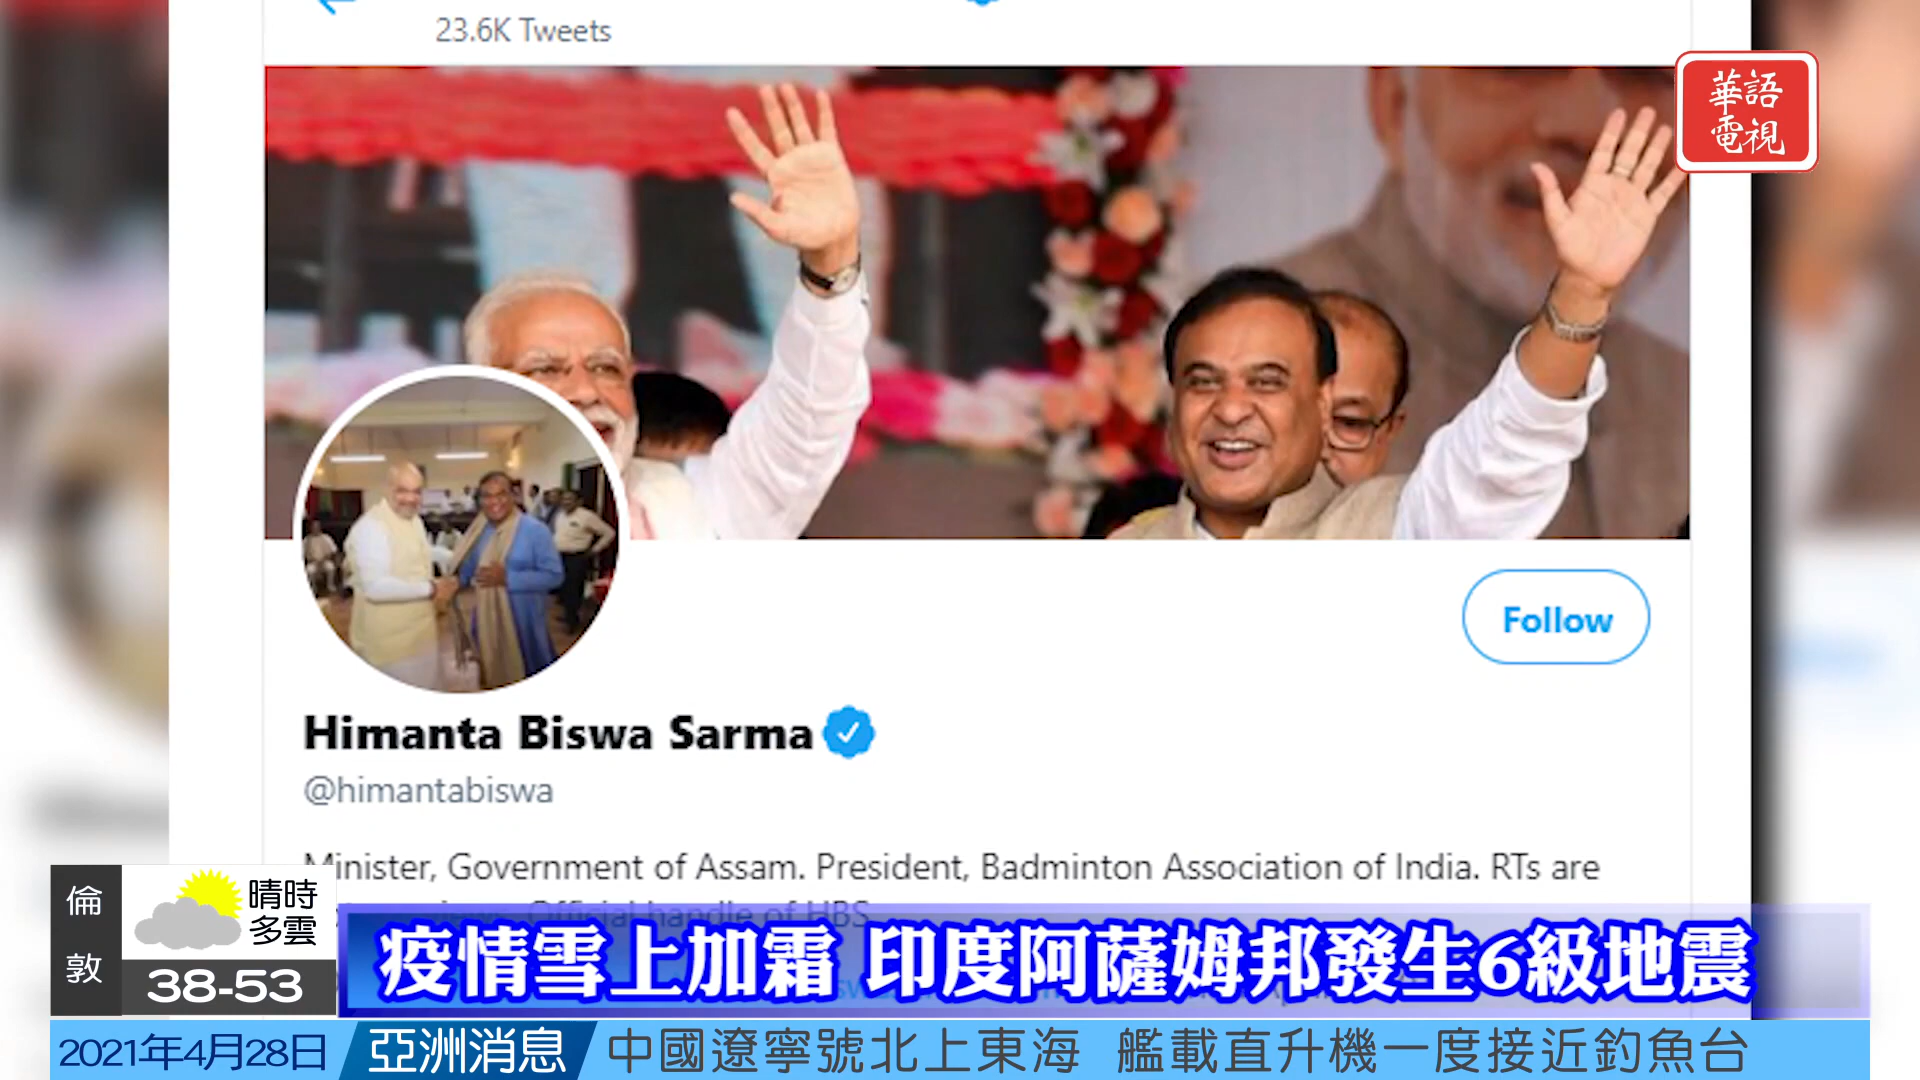 23.6K Tweets
華語
電視
Follow
Himanta Biswa Sarma
@himantabiswa
Minister, Government of Assam. President, Badminton Association of India. RTs are
Official handle of HBS
倫敦
晴時
多雲
38-53
疫情雪上加霜 印度阿薩姆邦發生6級地震
2021年4月28日
亞洲消息
中國遼寧號北上東海 艦載直升機一度接近釣魚台